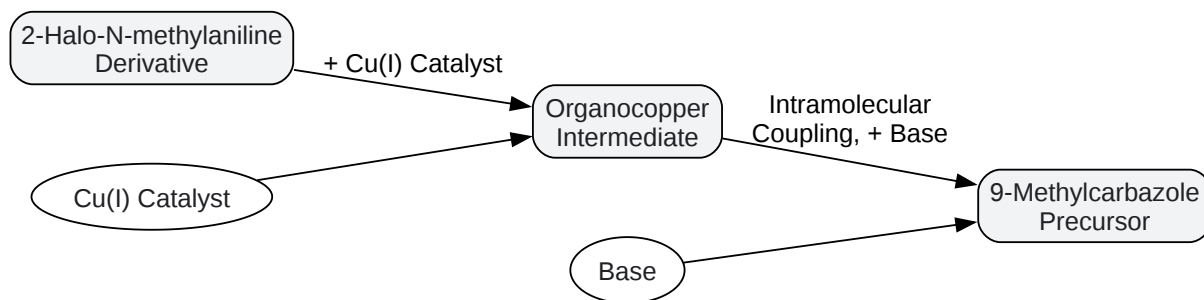 2-Halo-N-methylaniline
Derivative
+ Cu(I) Catalyst
Organocopper
Intermediate
Intramolecular
Coupling, + Base
Cu(I) Catalyst
9-Methylcarbazole
Precursor
Base